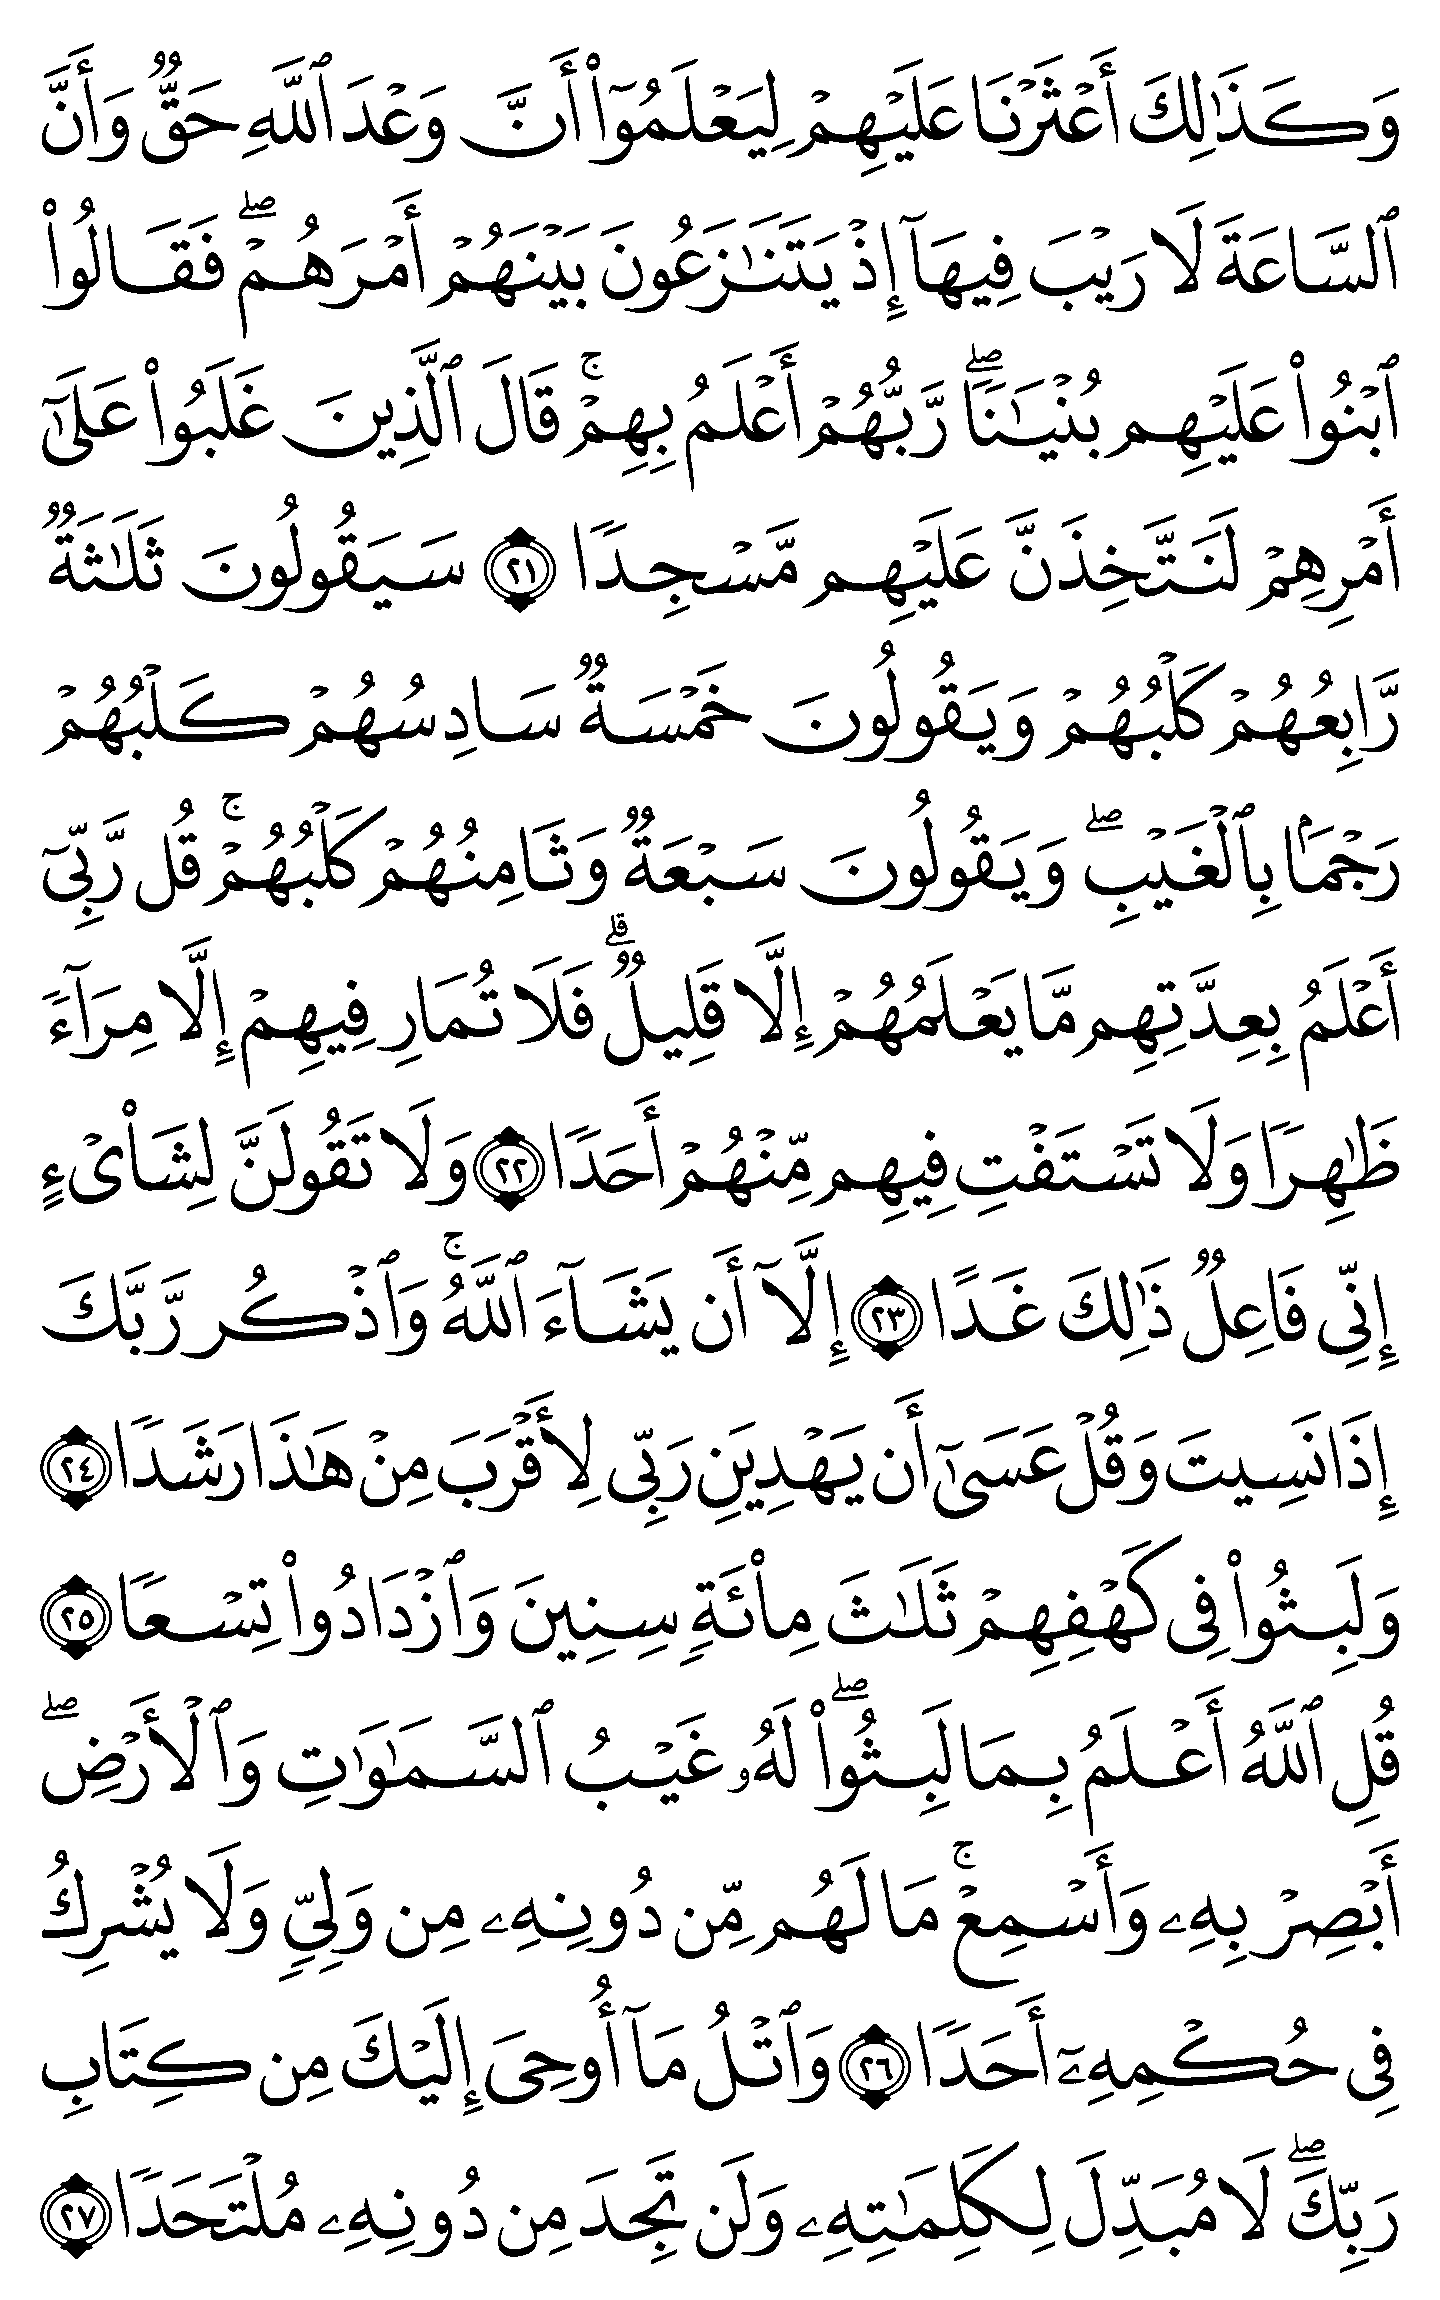 وَكَذَٰلِكَ أَعۡثَرۡنَا عَلَيۡهِمۡ لِيَعۡلَمُوٓاْ أَنَّ وَعۡدَ ٱللَّهِ حَقّٞ وَأَنَّ
ٱلسَّاعَةَ لَا رَيۡبَ فِيهَآ إِذۡ يَتَنَٰزَعُونَ بَيۡنَهُمۡ أَمۡرَهُمۡۖ فَقَالُواْ
ٱبۡنُواْ عَلَيۡهِم بُنۡيَٰنٗاۖ رَّبُّهُمۡ أَعۡلَمُ بِهِمۡۚ قَالَ ٱلَّذِينَ غَلَبُواْ عَلَىٰٓ
أَمۡرِهِمۡ لَنَتَّخِذَنَّ عَلَيۡهِم مَّسۡجِدٗا ٢١ سَيَقُولُونَ ثَلَٰثَةٞ
رَّابِعُهُمۡ كَلۡبُهُمۡ وَيَقُولُونَ خَمۡسَةٞ سَادِسُهُمۡ كَلۡبُهُمۡ
رَجۡمَۢا بِٱلۡغَيۡبِۖ وَيَقُولُونَ سَبۡعَةٞ وَثَامِنُهُمۡ كَلۡبُهُمۡۚ قُل رَّبِّيٓ
أَعۡلَمُ بِعِدَّتِهِم مَّا يَعۡلَمُهُمۡ إِلَّا قَلِيلٞۗ فَلَا تُمَارِ فِيهِمۡ إِلَّا مِرَآءٗ
ظَٰهِرٗا وَلَا تَسۡتَفۡتِ فِيهِم مِّنۡهُمۡ أَحَدٗا ٢٢ وَلَا تَقُولَنَّ لِشَاْيۡءٍ
إِنِّي فَاعِلٞ ذَٰلِكَ غَدًا ٢٣ إِلَّآ أَن يَشَآءَ ٱللَّهُۚ وَٱذۡكُر رَّبَّكَ
إِذَا نَسِيتَ وَقُلۡ عَسَىٰٓ أَن يَهۡدِيَنِ رَبِّي لِأَقۡرَبَ مِنۡ هَٰذَا رَشَدٗا ٢٤
وَلَبِثُواْ فِي كَهۡفِهِمۡ ثَلَٰثَ مِاْئَةٖ سِنِينَ وَٱزۡدَادُواْ تِسۡعٗا ٢٥
قُلِ ٱللَّهُ أَعۡلَمُ بِمَا لَبِثُواْۖ لَهُۥ غَيۡبُ ٱلسَّمَٰوَٰتِ وَٱلۡأَرۡضِۖ
أَبۡصِرۡ بِهِۦ وَأَسۡمِعۡۚ مَا لَهُم مِّن دُونِهِۦ مِن وَلِيّٖ وَلَا يُشۡرِكُ
فِي حُكۡمِهِۦٓ أَحَدٗا ٢٦ وَٱتۡلُ مَآ أُوحِيَ إِلَيۡكَ مِن كِتَابِ
رَبِّكَۖ لَا مُبَدِّلَ لِكَلِمَٰتِهِۦ وَلَن تَجِدَ مِن دُونِهِۦ مُلۡتَحَدٗا ٢٧